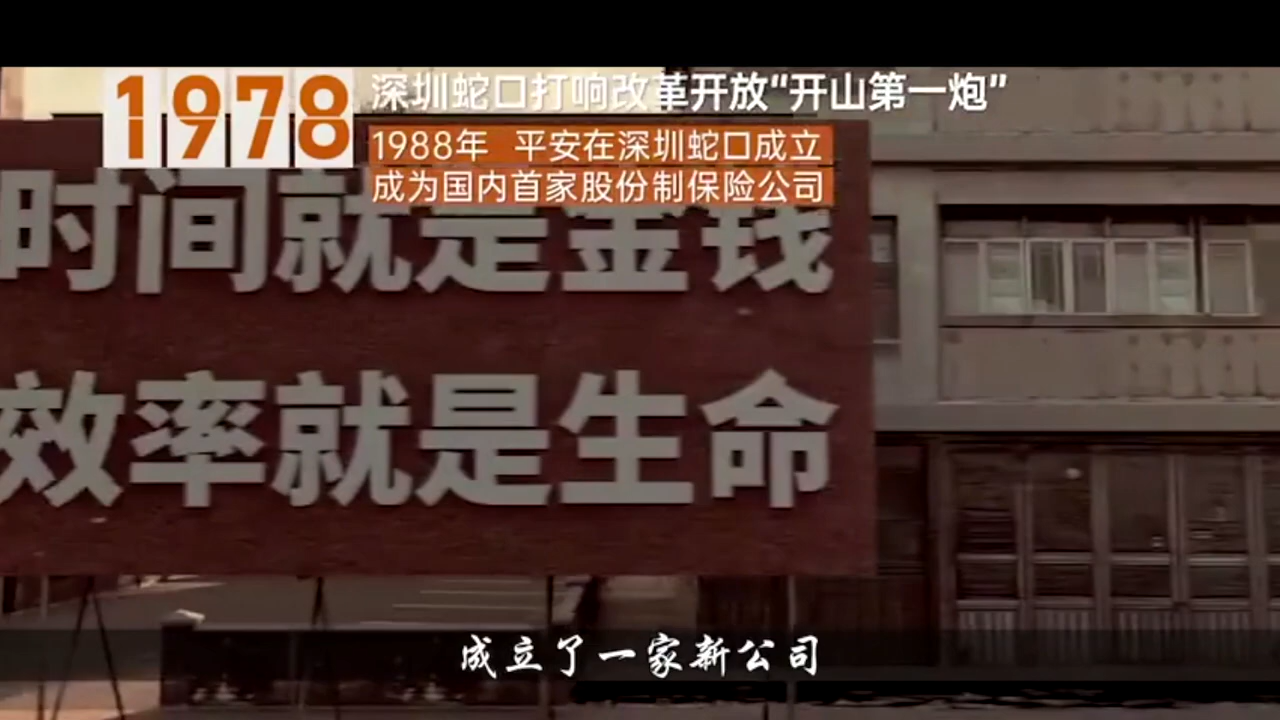 1978
深圳蛇口打响改革开放“开山第一炮”
1988年 平安在深圳蛇口成立
成为国内首家股份制保险公司
时间就是金钱
效率就是生命
成立了一家新公司